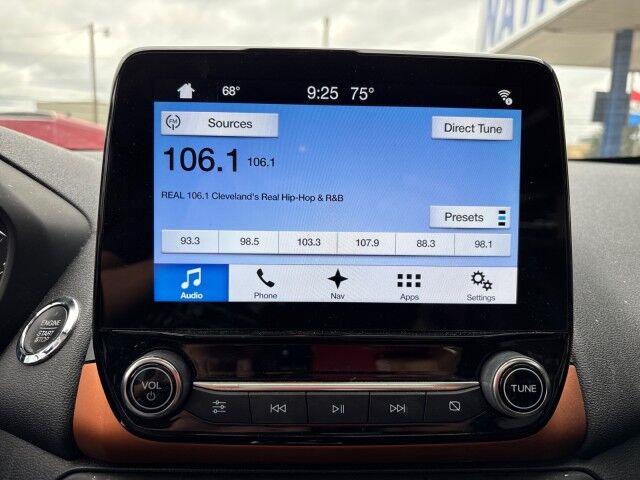 NATI
68°
9:25 75°
FM
Sources
Direct Tune
106.1 106.1
REAL 106.1 Cleveland's Real Hip-Hop & R&B
Presets
93.3 98.5 103.3 107.9 88.3 98.1
Audio Phone Nav Apps Settings
ENGINE
START
STOP
VOL
TUNE